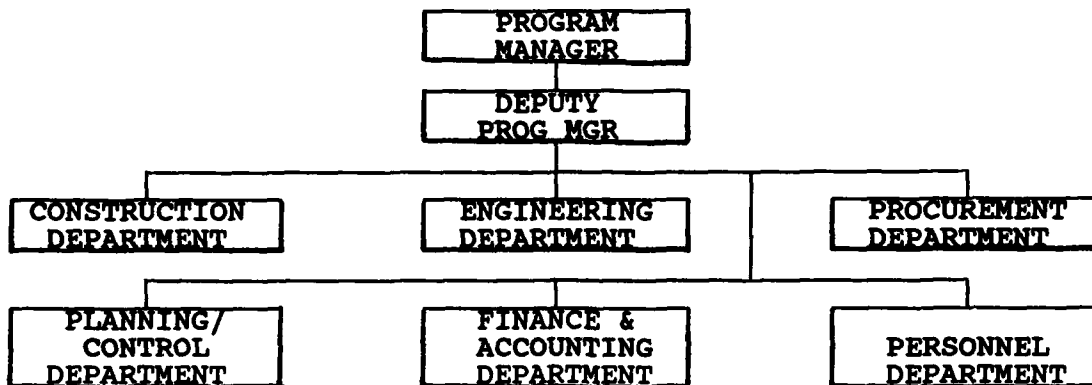 PROGRAM
MANAGER
DEPUTY
PROG MGR
CONSTRUCTION
DEPARTMENT
ENGINEERING
DEPARTMENT
PROCUREMENT
DEPARTMENT
PLANNING/
CONTROL
DEPARTMENT
FINANCE &
ACCOUNTING
DEPARTMENT
PERSONNEL
DEPARTMENT